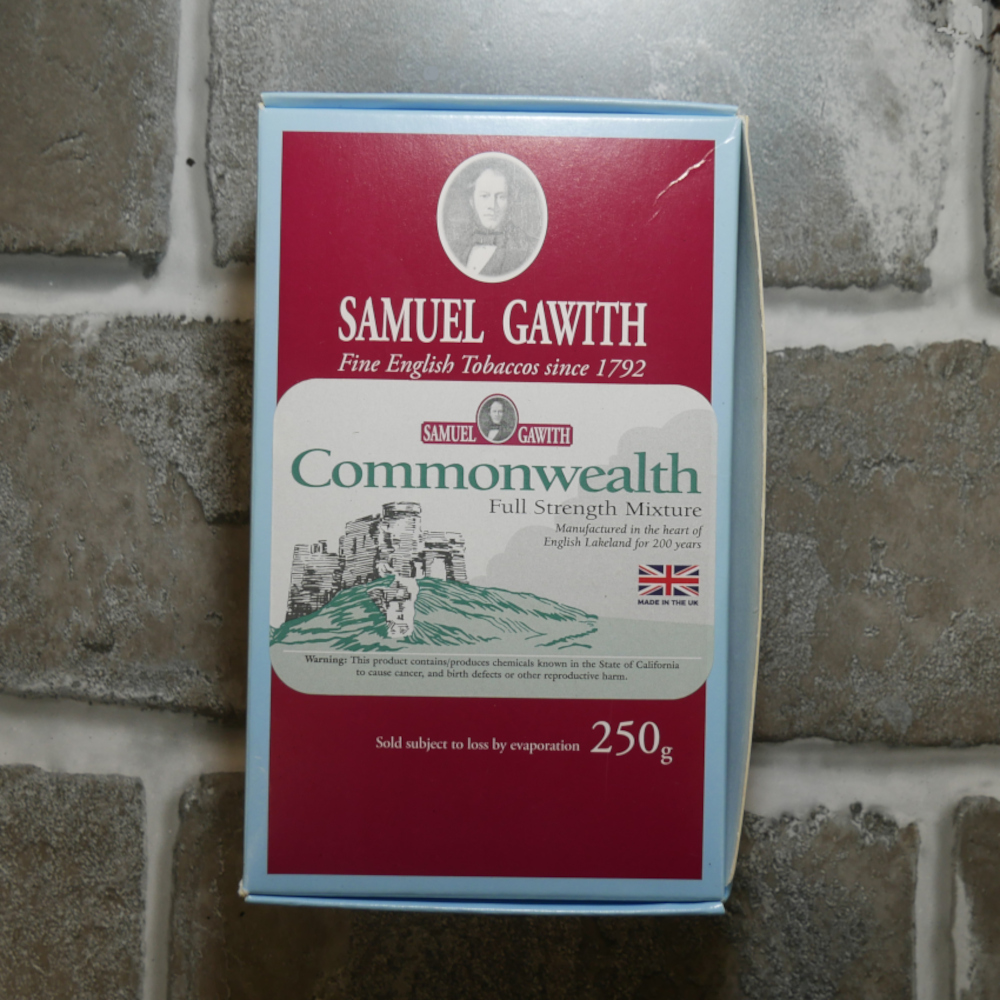 SAMUEL GAWITH
Fine English Tobaccos since 1792
SAMUEL GAWITH
Commonwealth
Full Strength Mixture
Manufactured in the heart of
English Lakeland for 200 years
MADE IN THE UK
Warning: This product contains/produces chemicals known in the State of California
to cause cancer, and birth defects or other reproductive harm.
Sold subject to loss by evaporation 250g